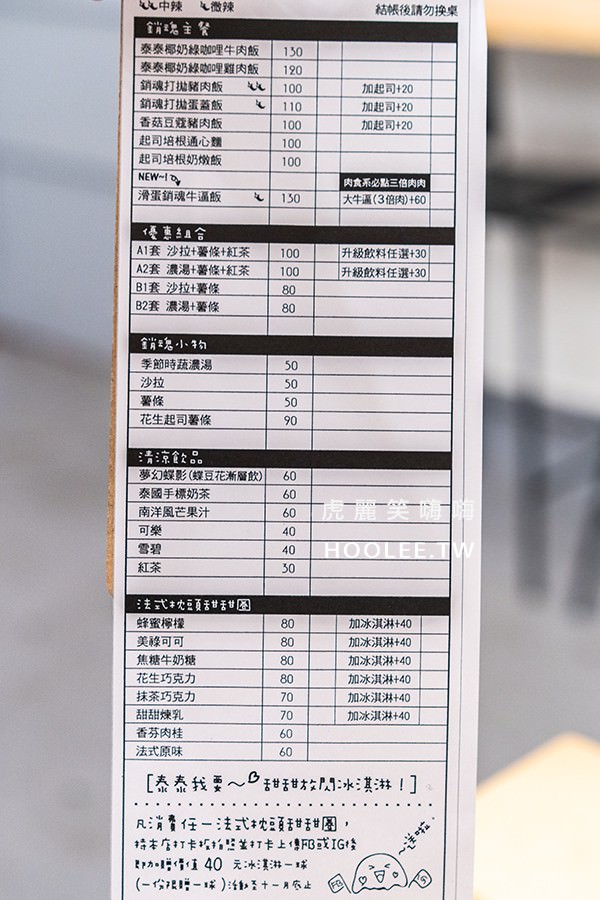 中辣 微辣 結帳後請勿換桌
銷魂主餐
泰泰椰奶綠咖哩牛肉飯 130
泰泰椰奶綠咖哩雞肉飯 120
銷魂打拋豬肉飯 100 加起司+20
銷魂打拋蛋蓋飯 110 加起司+20
香菇豆蔻豬肉飯 100 加起司+20
起司培根通心麵 100
起司培根奶燉飯 100
NEW~! 肉食系必點三倍肉肉
滑蛋銷魂牛逼飯 130 大牛逼(3倍肉)+60
優惠組合
A1套 沙拉+薯條+紅茶 100 升級飲料任選+30
A2套 濃湯+薯條+紅茶 100 升級飲料任選+30
B1套 沙拉+薯條 80
B2套 濃湯+薯條 80
銷魂小物
季節時蔬濃湯 50
沙拉 50
薯條 50
花生起司薯條 90
清涼飲品
夢幻蝶影(蝶豆花漸層飲) 60
泰國手標奶茶 60
南洋風芒果汁 60
可樂 40
雪碧 40
紅茶 30
虎麗笑嗨嗨
HOOLEE.TW
法式枕頭甜甜圈
蜂蜜檸檬 80 加冰淇淋+40
美祿可可 80 加冰淇淋+40
焦糖牛奶糖 80 加冰淇淋+40
花生巧克力 80 加冰淇淋+40
抹茶巧克力 70 加冰淇淋+40
甜甜煉乳 70 加冰淇淋+40
香芬肉桂 60
法式原味 60
[泰泰我要~甜甜放閃冰淇淋!]
凡消費任一法式枕頭甜甜圈,
持本店打卡板拍照並打卡上傳FB或IG後
即加贈價值40元冰淇淋一球
(一份限贈一球)活動至十一月底止
~送啦!
FB
IG